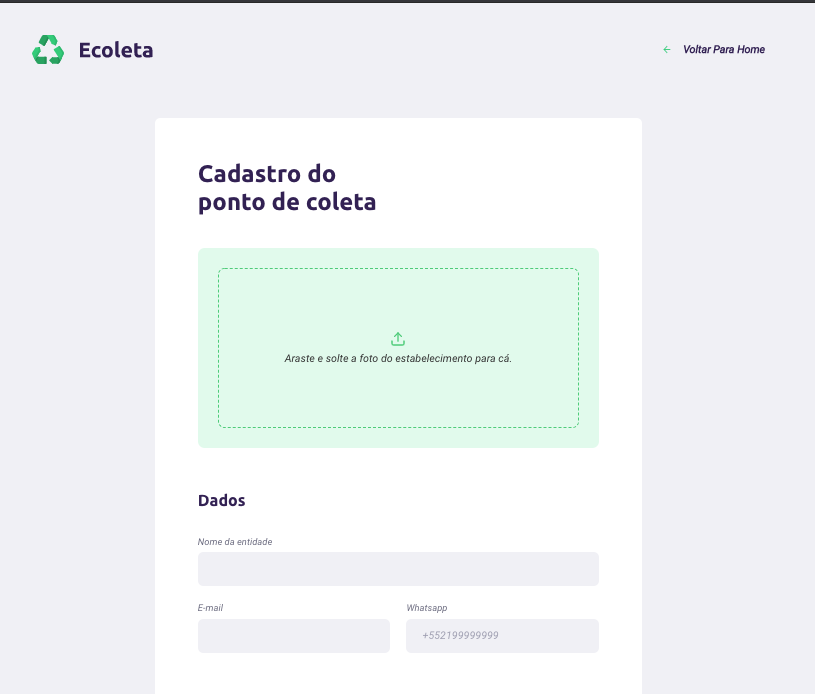 Ecoleta
Voltar Para Home
Cadastro do
ponto de coleta
Araste e solte a foto do estabelecimento para cá.
Dados
Nome da entidade
E-mail
Whatsapp
+552199999999